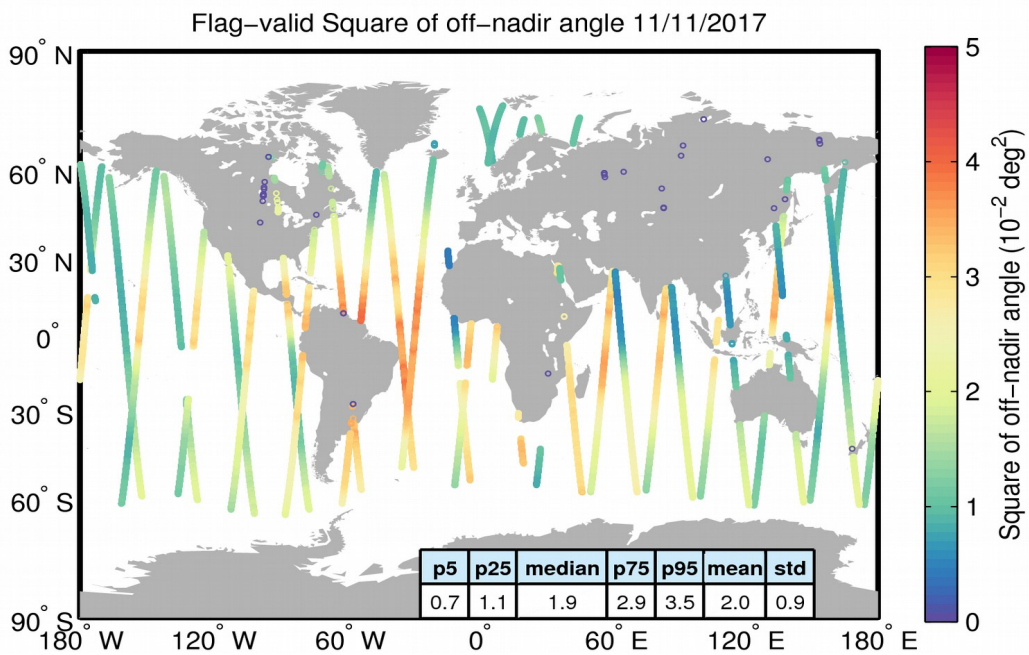 Flag−valid Square of off−nadir angle 11/11/2017
90° N
60° N
30° N
0°
30° S
60° S
90° S
180° W
120° W
60° W
0°
60° E
120° E
180° E
p5 p25 median p75 p95 mean std
0.7 1.1 1.9 2.9 3.5 2.0 0.9
5
4
3
2
1
0
Square of off−nadir angle (10⁻² deg²)